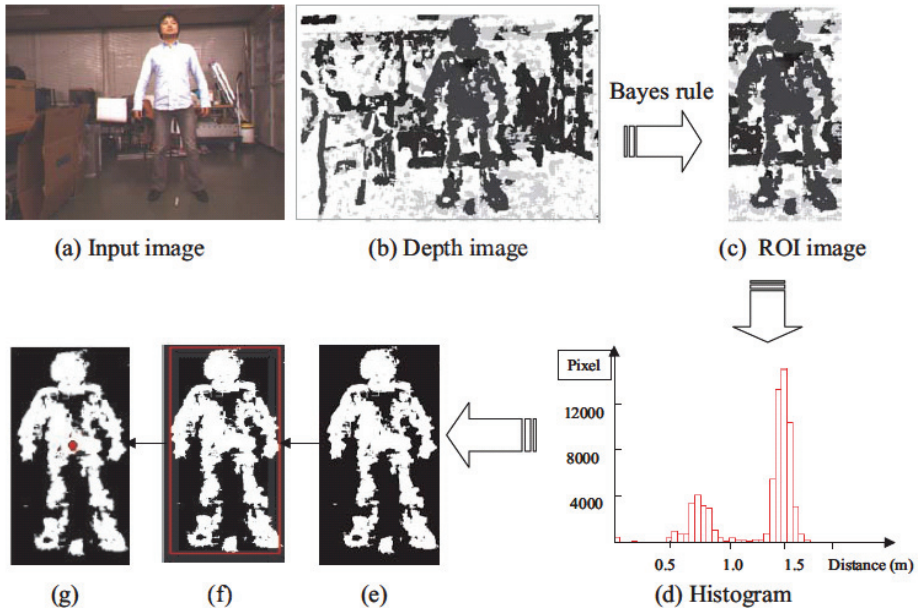 Bayes rule
(a) Input image
(b) Depth image
(c) ROI image
Pixel
12000
8000
4000
0.5
1.0
1.5
Distance (m)
(g)
(f)
(e)
(d) Histogram